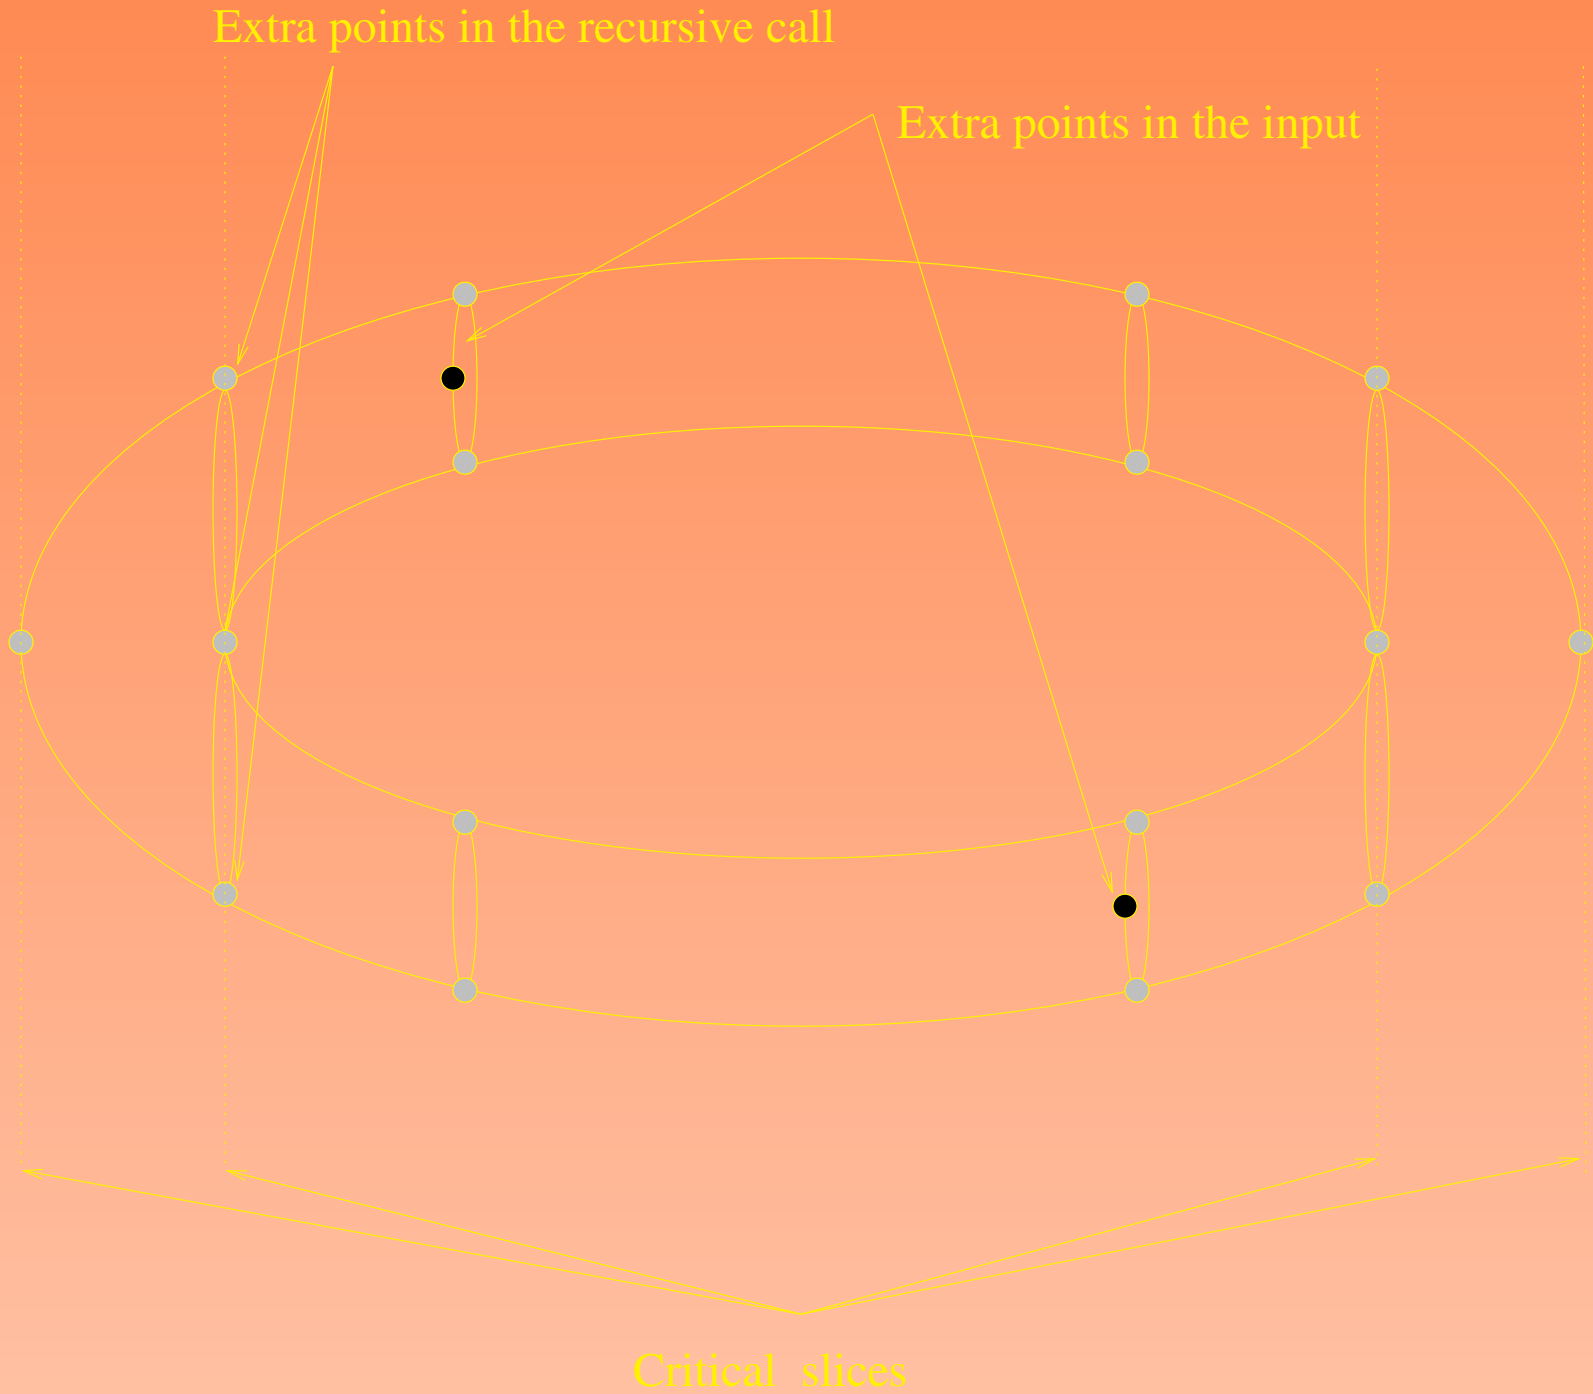 Extra points in the recursive call
Extra points in the input
Critical slices